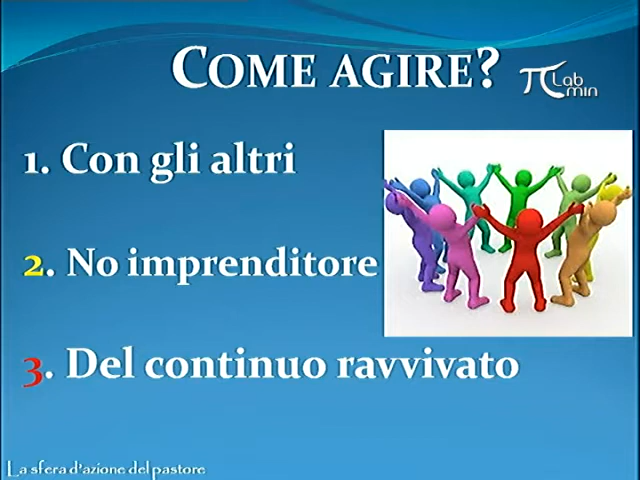 COME AGIRE?
π Lab
min
1. Con gli altri
2. No imprenditore
3. Del continuo ravvivato
La sfera d'azione del pastore